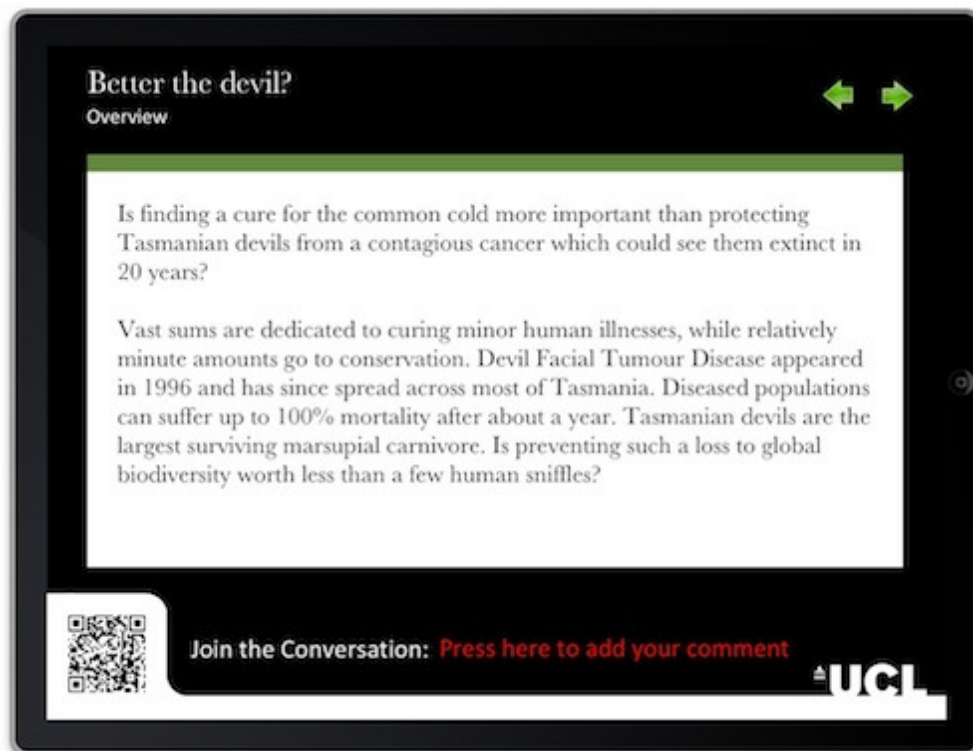 Better the devil?
Overview
Is finding a cure for the common cold more important than protecting
Tasmanian devils from a contagious cancer which could see them extinct in
20 years?
Vast sums are dedicated to curing minor human illnesses, while relatively
minute amounts go to conservation. Devil Facial Tumour Disease appeared
in 1996 and has since spread across most of Tasmania. Diseased populations
can suffer up to 100% mortality after about a year. Tasmanian devils are the
largest surviving marsupial carnivore. Is preventing such a loss to global
biodiversity worth less than a few human sniffles?
Join the Conversation: Press here to add your comment
UCL